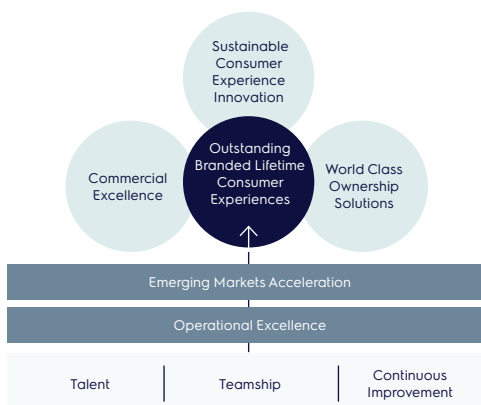 Sustainable
Consumer
Experience
Innovation
Outstanding
Branded Lifetime
Consumer
Experiences
Commercial
Excellence
World Class
Ownership
Solutions
Emerging Markets Acceleration
Operational Excellence
Talent
Teamship
Continuous
Improvement